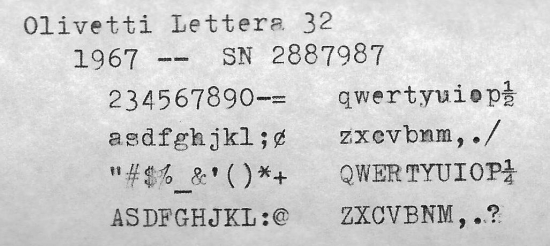 Olivetti Lettera 32
1967 -- SN 2887987
234567890-= qwertyuiop½
asdfghjkl;¢ zxcvbnm,./
"#$%_&'()*+ QWERTYUIOP¼
ASDFGHJKL:@ ZXCVBNM,.?